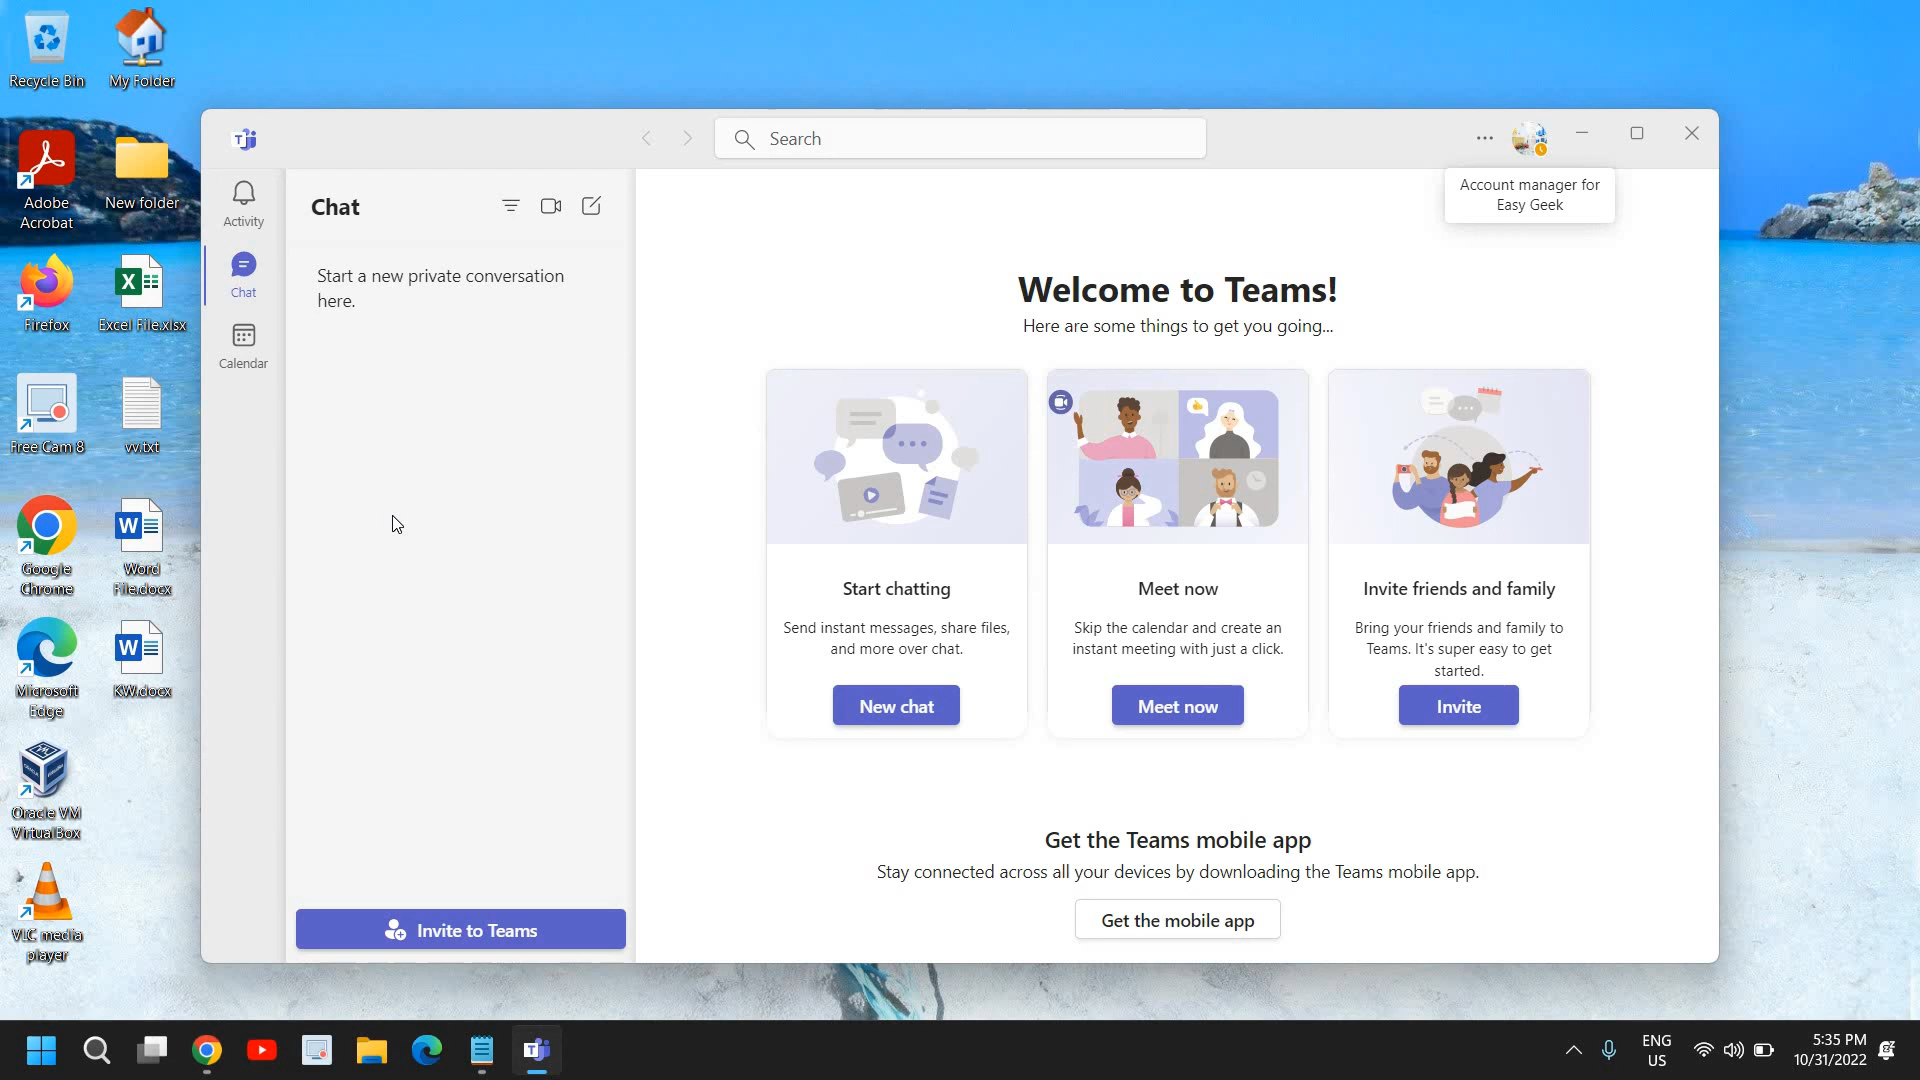 Recycle Bin
My Folder
Adobe
Acrobat
New folder
Firefox
Excel File.xlsx
Free Cam 8
vv.txt
Google
Chrome
Word
File.docx
Microsoft
Edge
KW.docx
Oracle VM
VirtualBox
VLC media
player
Search
Account manager for
Easy Geek
Activity
Chat
Calendar
Chat
Start a new private conversation
here.
Invite to Teams
Welcome to Teams!
Here are some things to get you going...
Start chatting
Send instant messages, share files,
and more over chat.
New chat
Meet now
Skip the calendar and create an
instant meeting with just a click.
Meet now
Invite friends and family
Bring your friends and family to
Teams. It's super easy to get
started.
Invite
Get the Teams mobile app
Stay connected across all your devices by downloading the Teams mobile app.
Get the mobile app
ENG
US
5:35 PM
10/31/2022